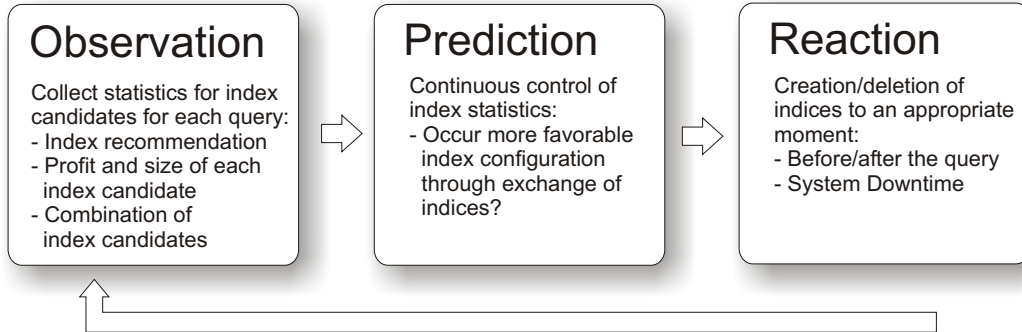 Observation
Collect statistics for index
candidates for each query:
- Index recommendation
- Profit and size of each
index candidate
- Combination of
index candidates
Prediction
Continuous control of
index statistics:
- Occur more favorable
index configuration
through exchange of
indices?
Reaction
Creation/deletion of
indices to an appropriate
moment:
- Before/after the query
- System Downtime